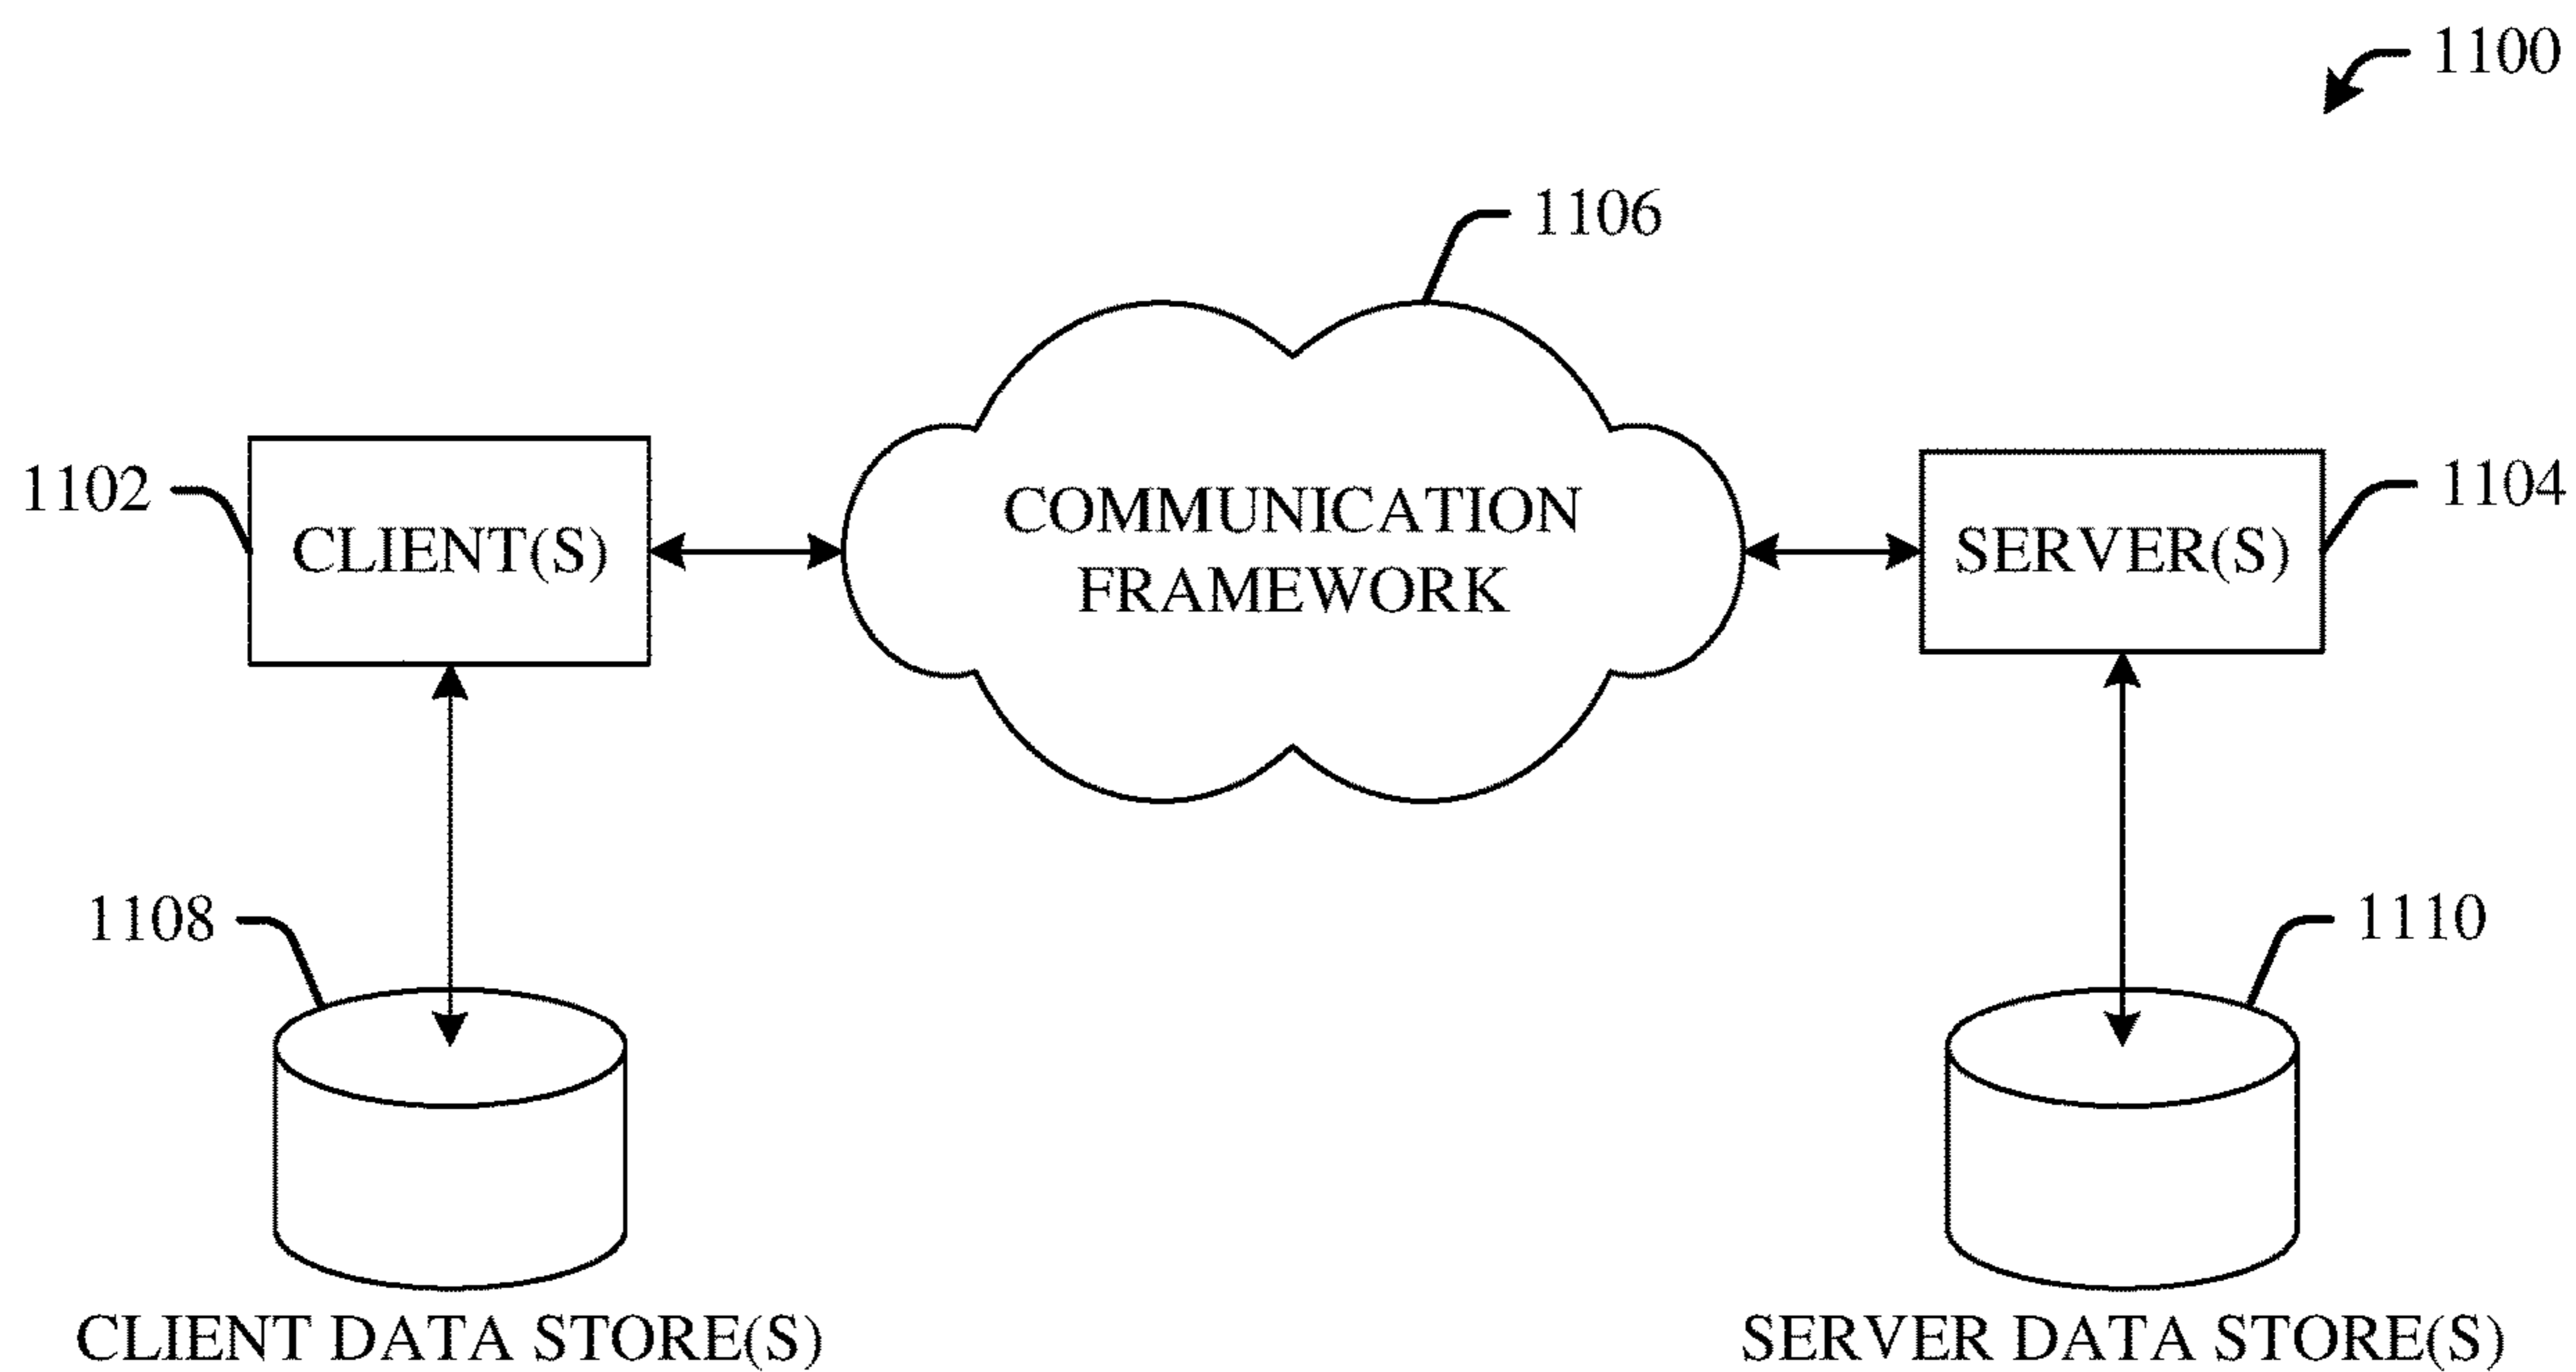 1100
1106
1102
CLIENT(S)
COMMUNICATION
FRAMEWORK
SERVER(S)
1104
1108
1110
CLIENT DATA STORE(S)
SERVER DATA STORE(S)